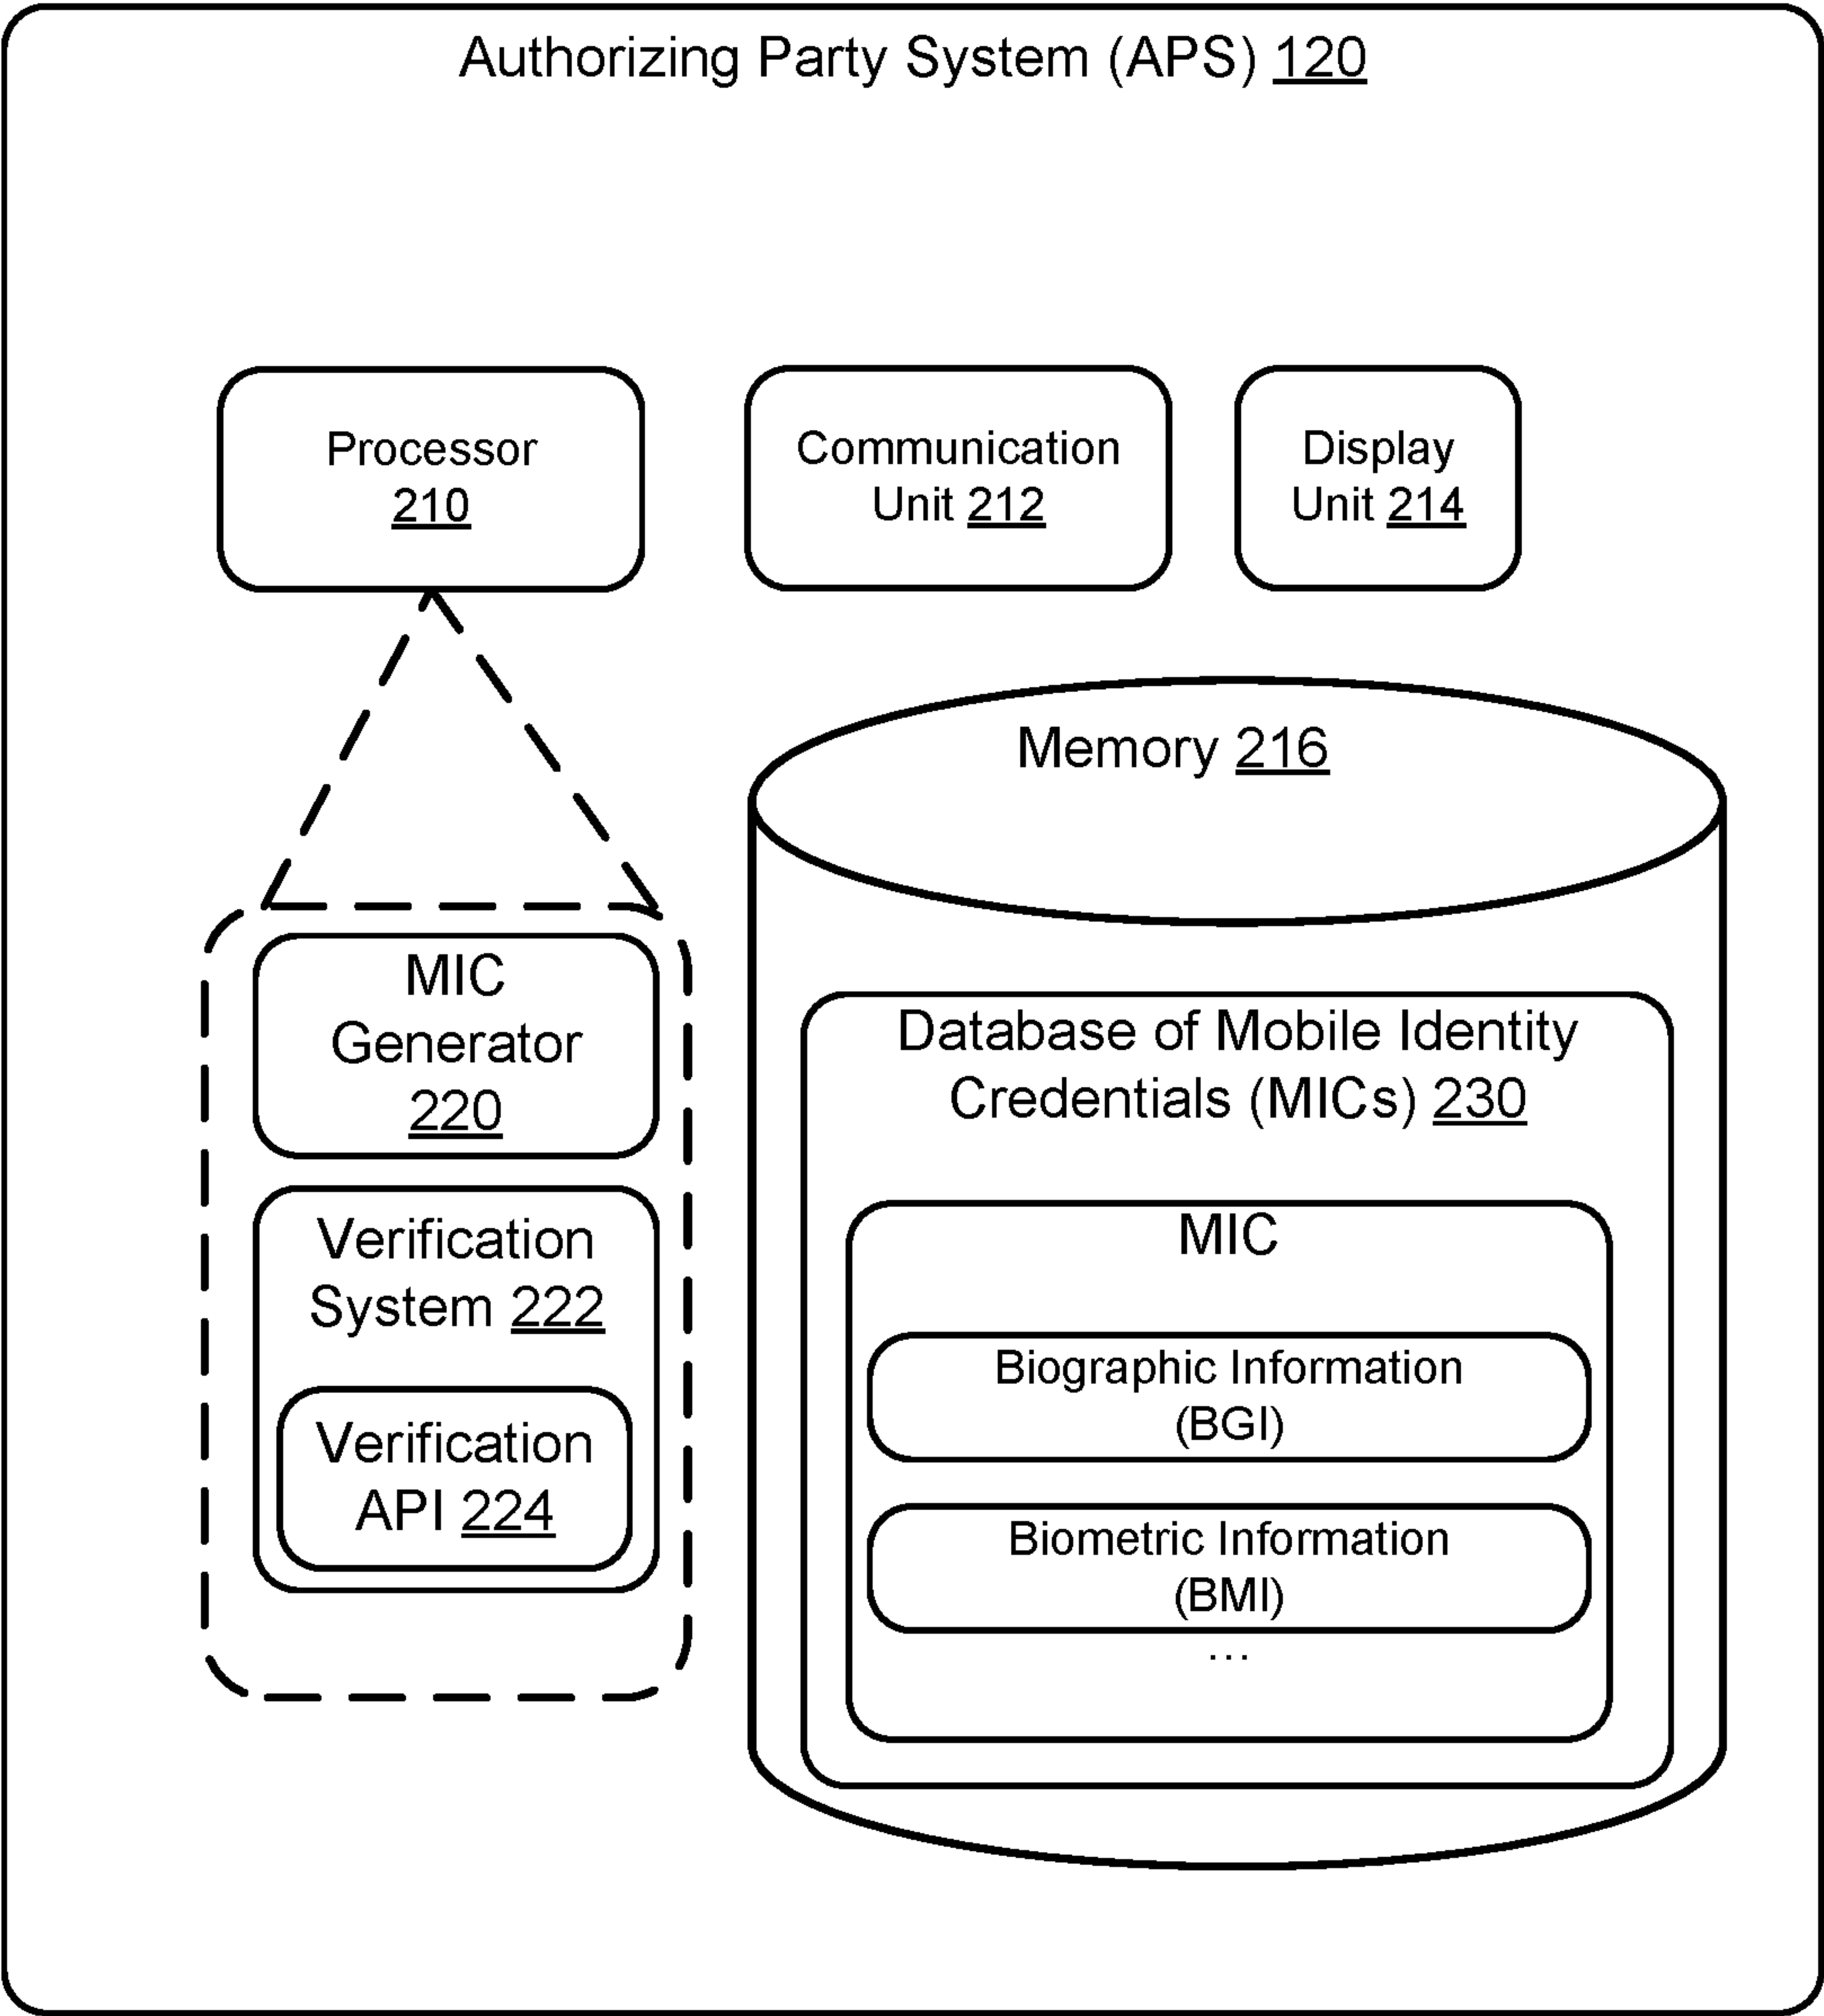 Authorizing Party System (APS) 120
Processor
210
Communication
Unit 212
Display
Unit 214
Memory 216
MIC
Generator
220
Verification
System 222
Verification
API 224
Database of Mobile Identity
Credentials (MICs) 230
MIC
Biographic Information
(BGI)
Biometric Information
(BMI)
...